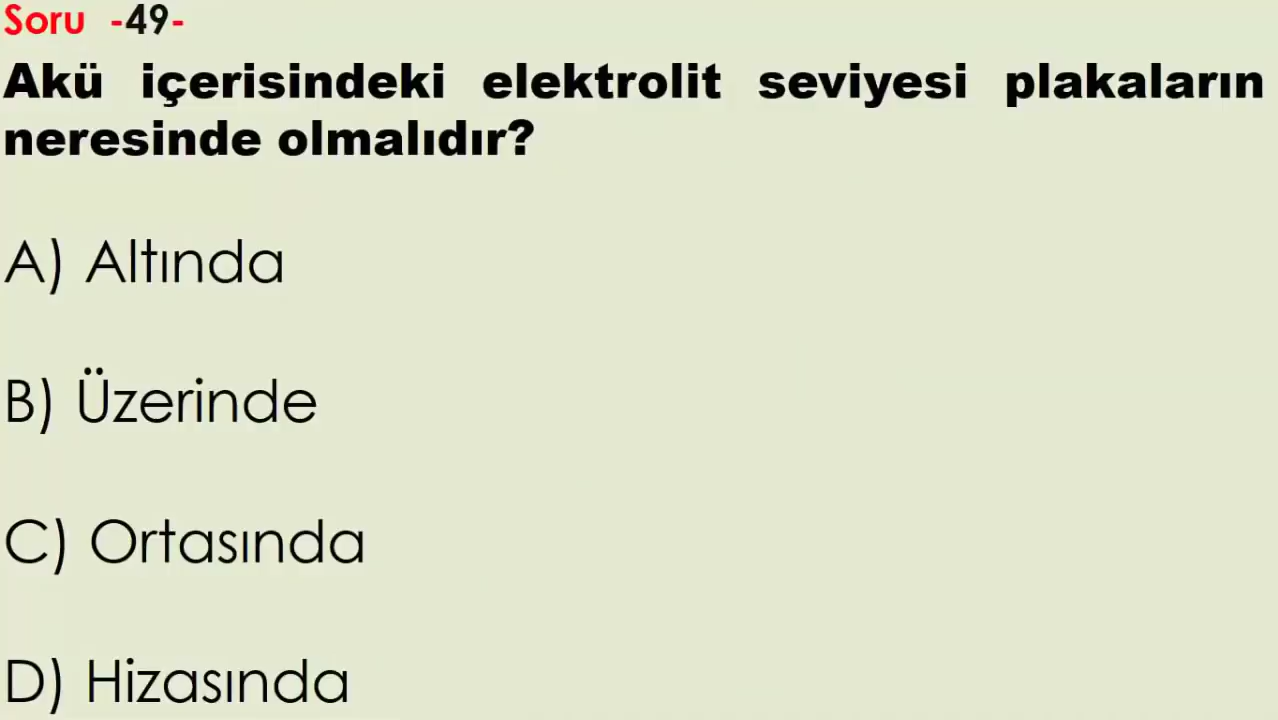 Soru -49-
Akü içerisindeki elektrolit seviyesi plakaların
neresinde olmalıdır?
A) Altında
B) Üzerinde
C) Ortasında
D) Hizasında